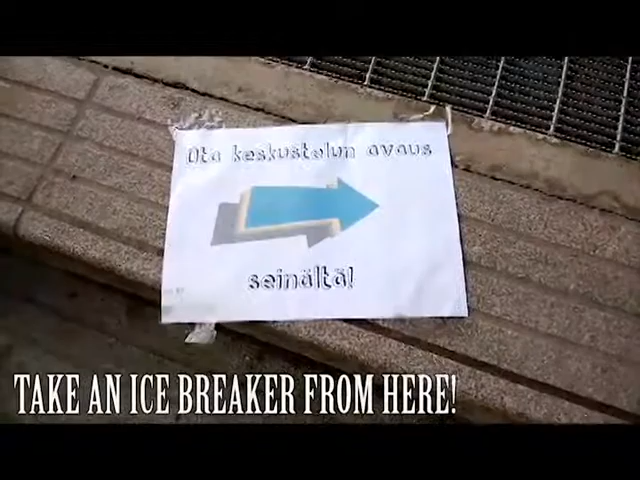 Ota keskustelun avaus
seinältä!
TAKE AN ICE BREAKER FROM HERE!